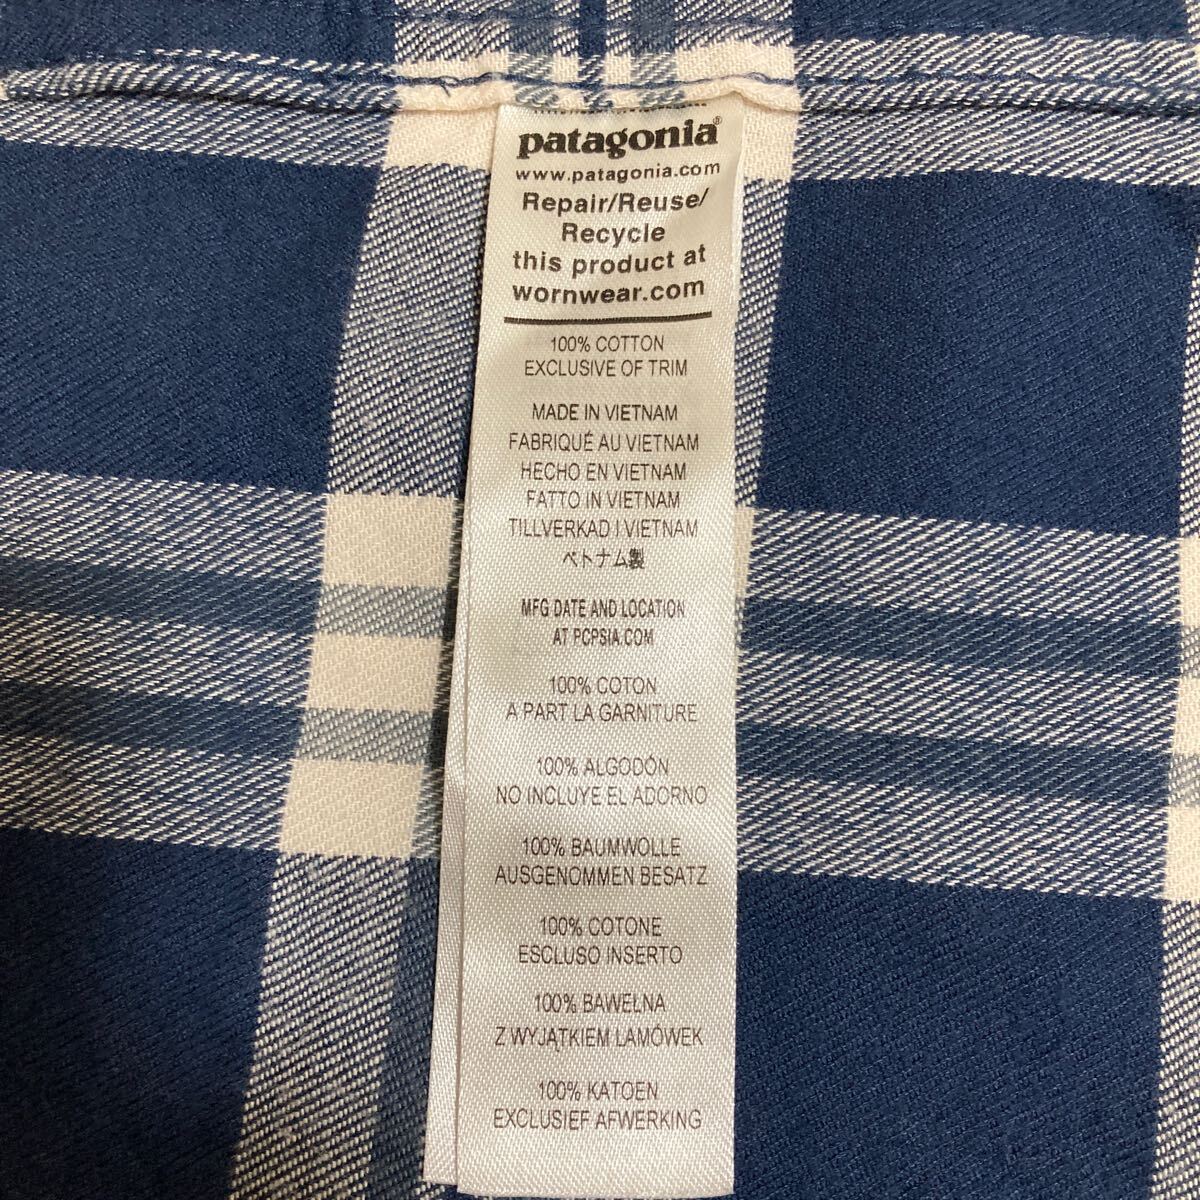 patagonia®
www.patagonia.com
Repair/Reuse/
Recycle
this product at
wornwear.com
100% COTTON
EXCLUSIVE OF TRIM
MADE IN VIETNAM
FABRIQUÉ AU VIETNAM
HECHO EN VIETNAM
FATTO IN VIETNAM
TILLVERKAD I VIETNAM
ベトナム製
MFG DATE AND LOCATION
AT PCPSIA.COM
100% COTON
A PART LA GARNITURE
100% ALGODÓN
NO INCLUYE EL ADORNO
100% BAUMWOLLE
AUSGENOMMEN BESATZ
100% COTONE
ESCLUSO INSERTO
100% BAWEŁNA
Z WYJĄTKIEM LAMÓWEK
100% KATOEN
EXCLUSIEF AFWERKING